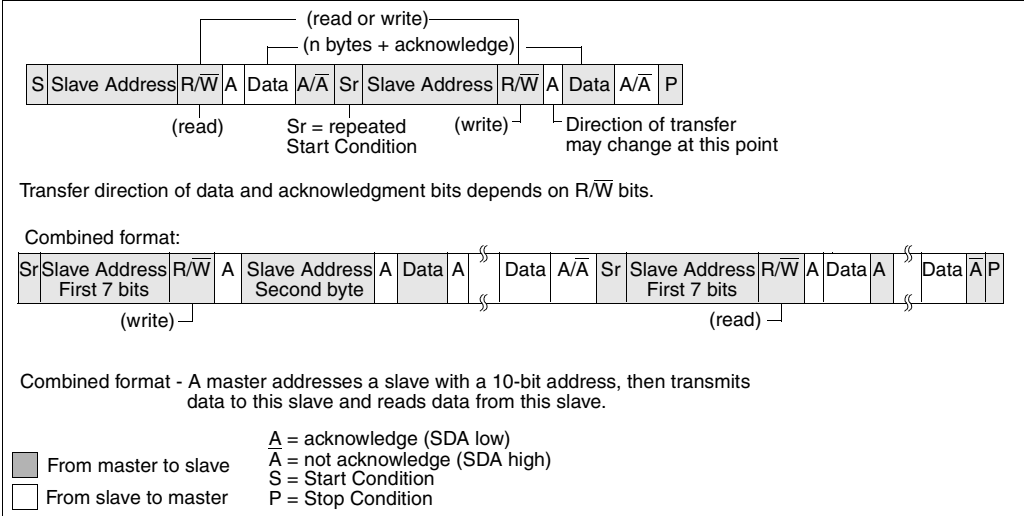 (read or write)
(n bytes + acknowledge)
S Slave Address R/W̅ A Data A/A̅ Sr Slave Address R/W̅ A Data A/A̅ P
(read) Sr = repeated (write) Direction of transfer
Start Condition may change at this point
Transfer direction of data and acknowledgment bits depends on R/W̅ bits.
Combined format:
Sr Slave Address R/W̅ A Slave Address A Data A Data A/A̅ Sr Slave Address R/W̅ A Data A Data A̅ P
First 7 bits Second byte First 7 bits
(write) (read)
Combined format - A master addresses a slave with a 10-bit address, then transmits
data to this slave and reads data from this slave.
A = acknowledge (SDA low)
A̅ = not acknowledge (SDA high)
From master to slave
S = Start Condition
From slave to master
P = Stop Condition